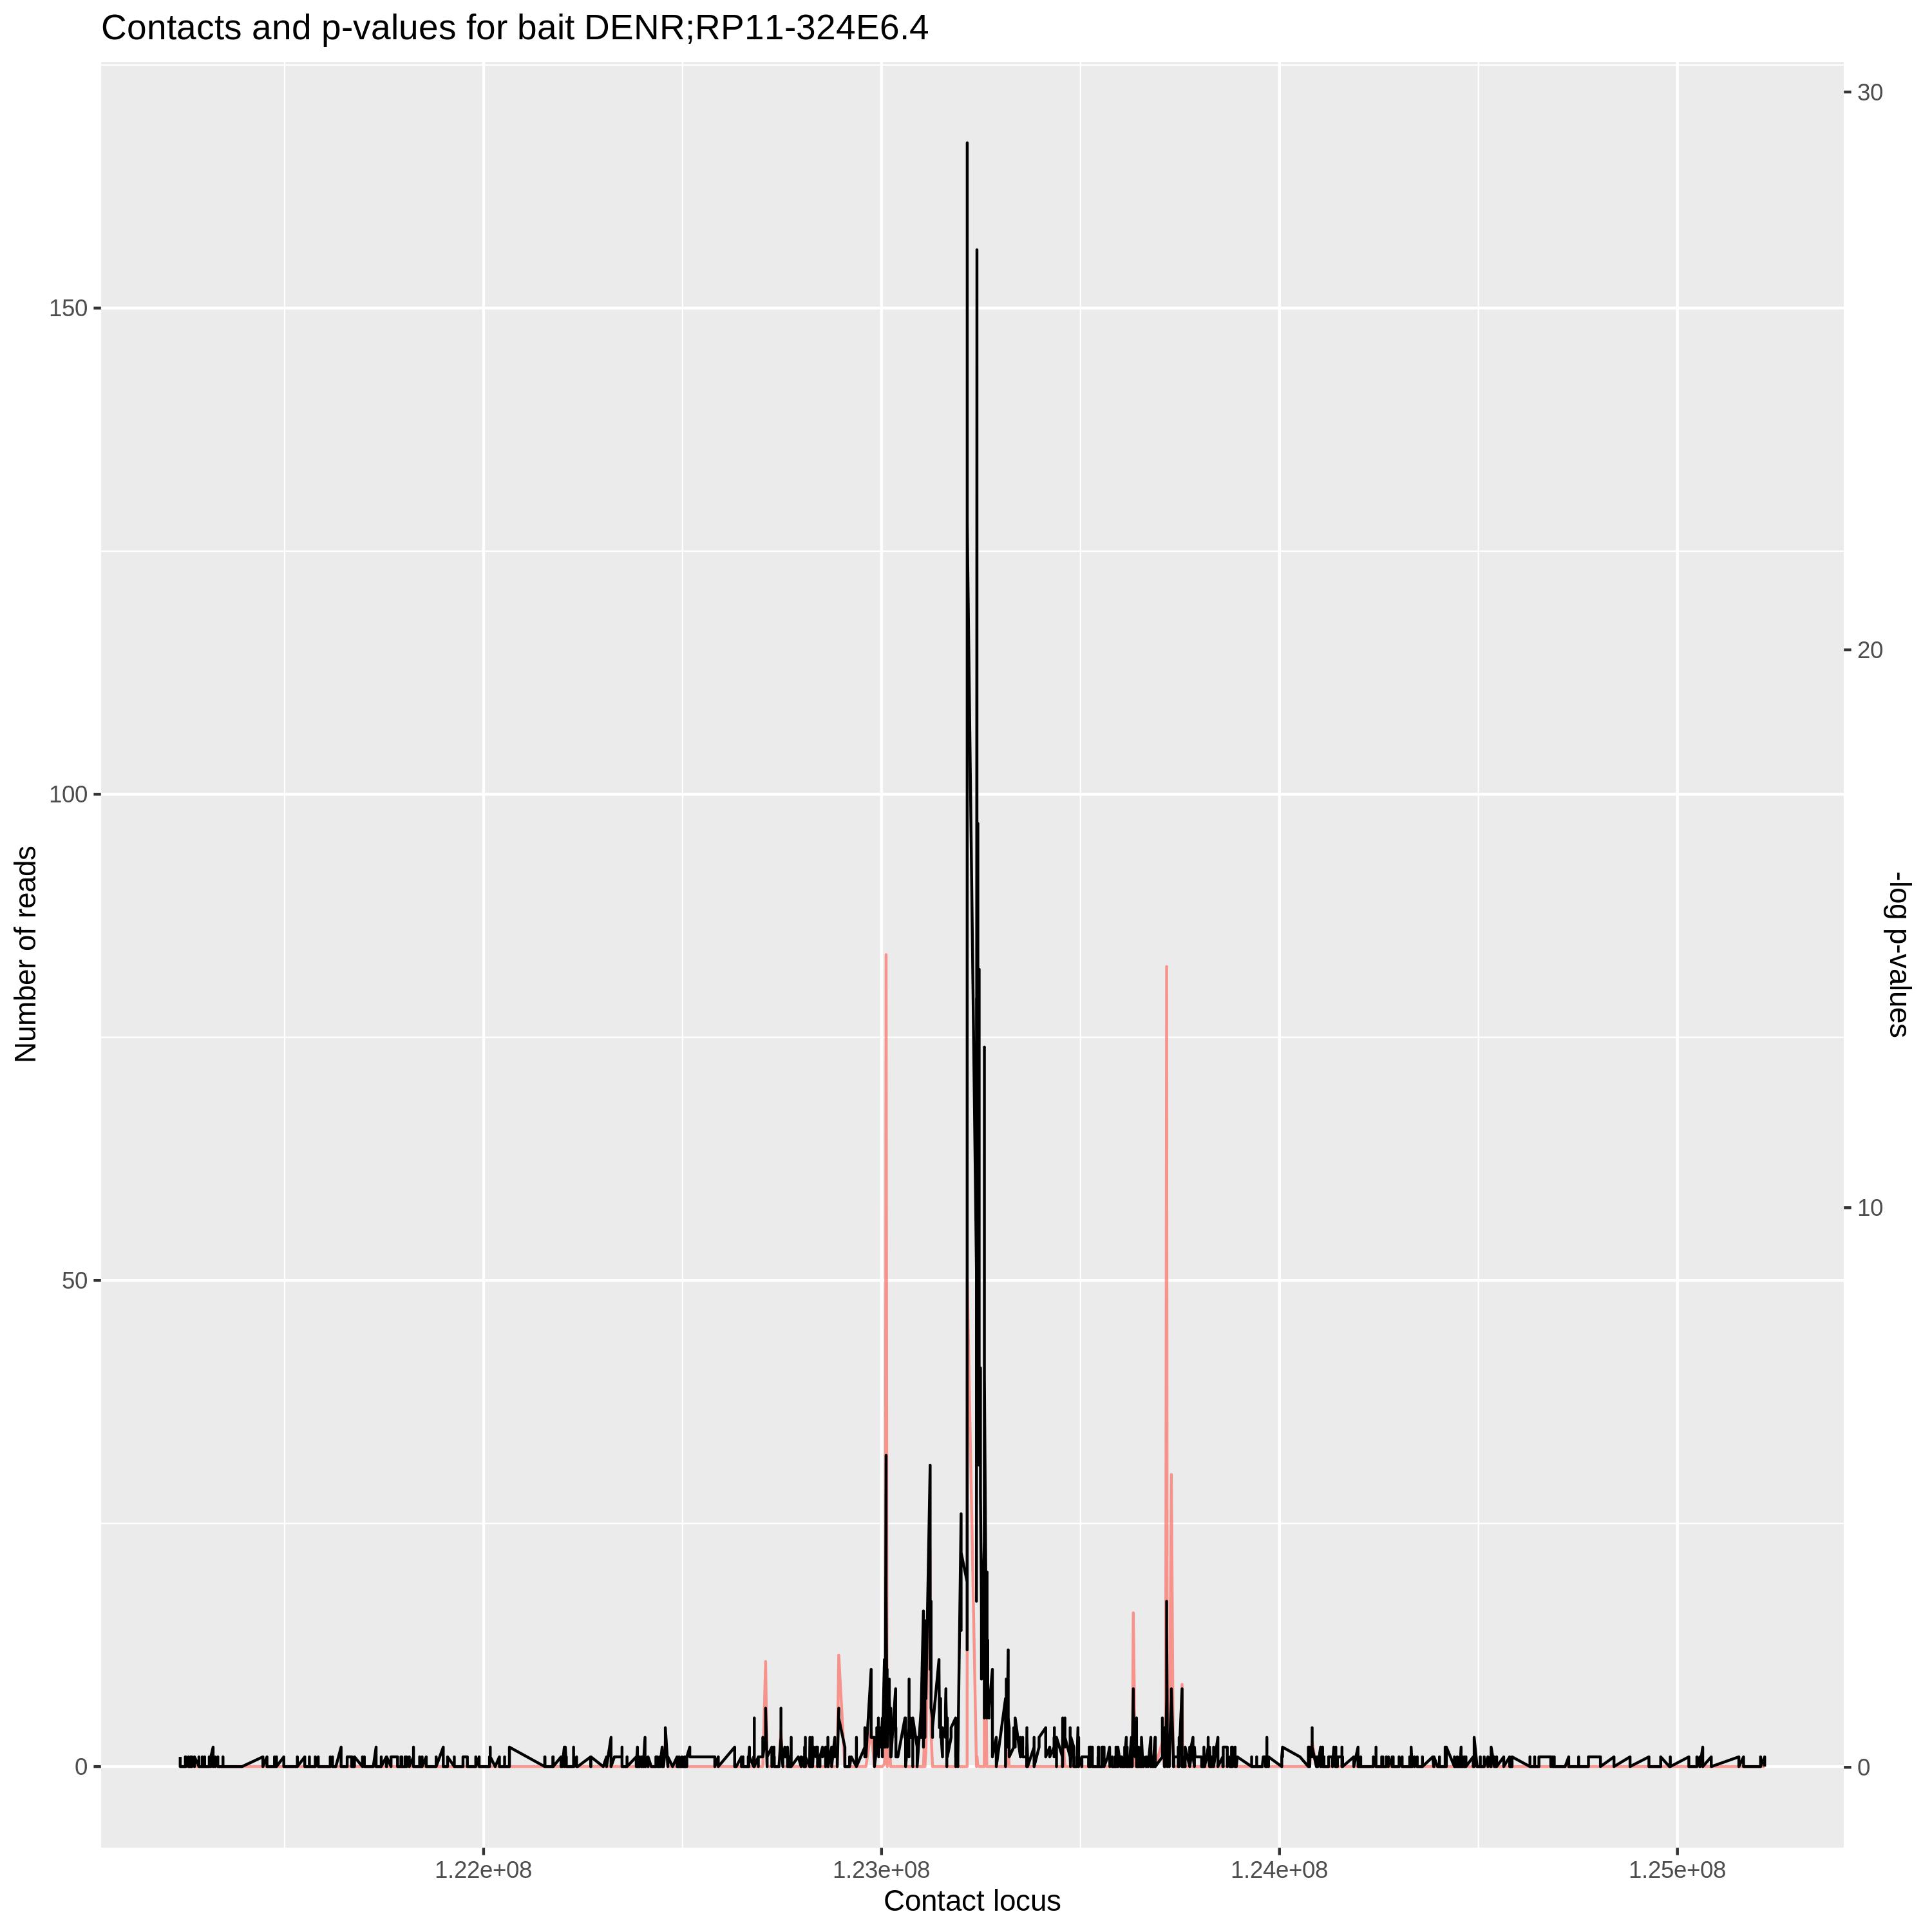 Contacts and p-values for bait DENR;RP11-324E6.4
30
150
20
100
Number of reads
-log p-values
10
50
0
0
1.22e+08
1.23e+08
1.24e+08
1.25e+08
Contact locus